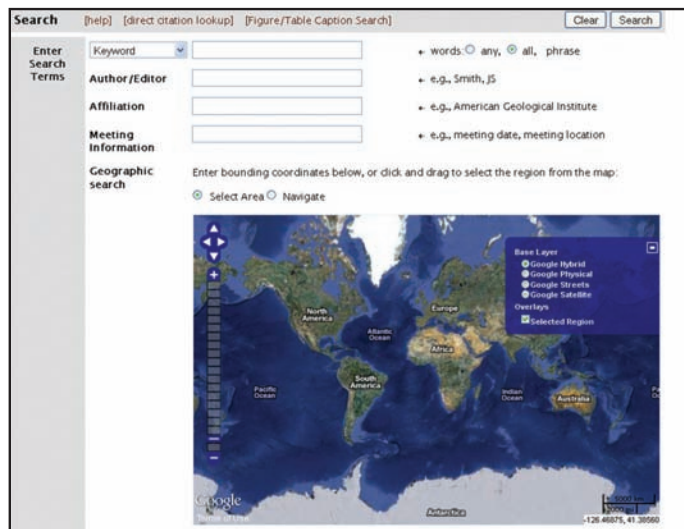 Search [help] [direct citation lookup] [Figure/Table Caption Search] Clear Search
Enter Search Terms
Keyword ← words: any, all, phrase
Author/Editor ← e.g., Smith, JS
Affiliation ← e.g., American Geological Institute
Meeting Information ← e.g., meeting date, meeting location
Geographic search
Enter bounding coordinates below, or click and drag to select the region from the map:
Select Area Navigate
Base Layer
Google Hybrid
Google Physical
Google Streets
Google Satellite
Overlays
Selected Region
North America
Europe
Atlantic Ocean
Africa
South America
Pacific Ocean
Indian Ocean
Australia
Antarctica
Google
Terms of Use
-126.46875, 41.38560